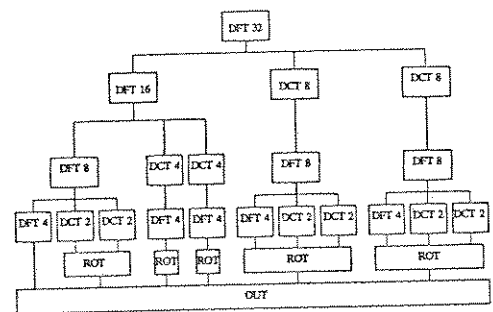 DFT 32
DFT 16 DCT 8 DCT 8
DFT 8 DCT 4 DCT 4 DFT 8 DFT 8
DFT 4 DCT 2 DCT 2 DFT 4 DFT 4 DFT 4 DCT 2 DCT 2 DFT 4 DCT 2 DCT 2
ROT ROT ROT ROT ROT
OUT